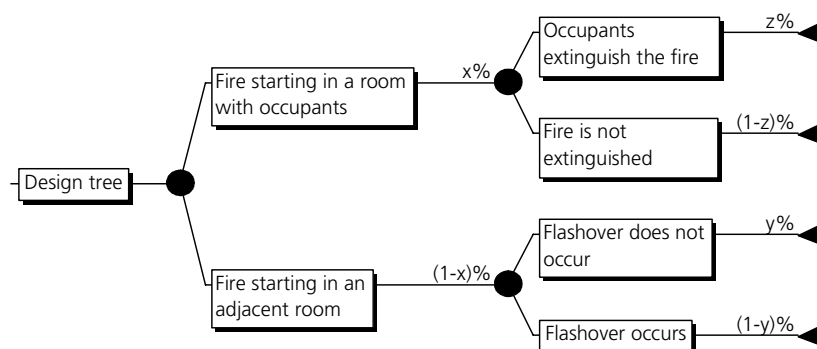 Design tree
Fire starting in a room
with occupants
x%
Occupants
extinguish the fire
z%
Fire is not
extinguished
(1-z)%
Fire starting in an
adjacent room
(1-x)%
Flashover does not
occur
y%
Flashover occurs
(1-y)%